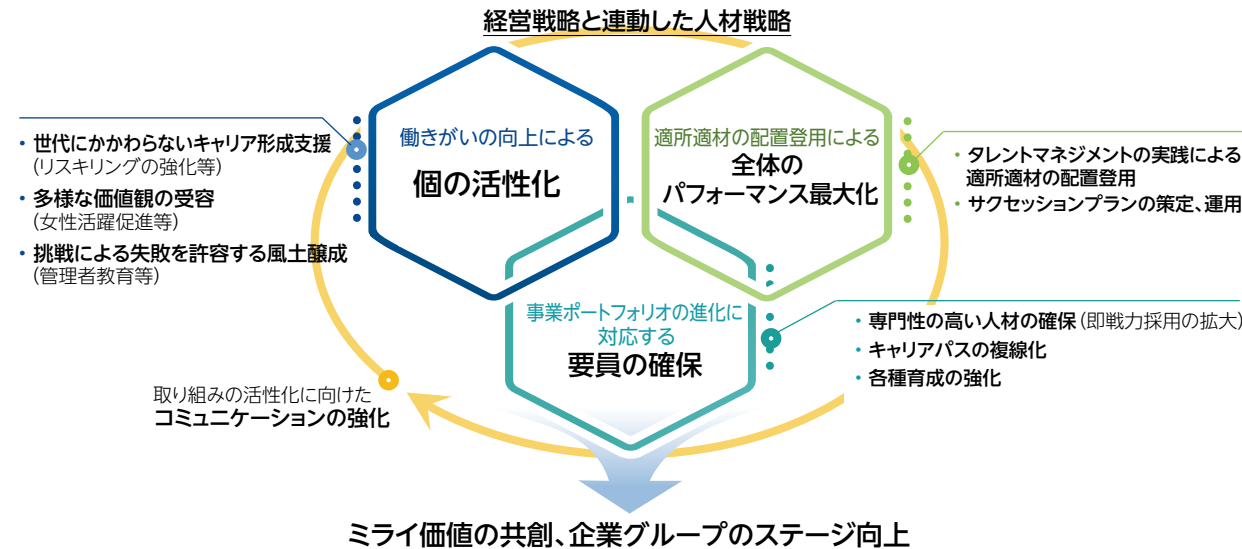 経営戦略と連動した人材戦略
働きがいの向上による
個の活性化
・世代にかかわらないキャリア形成支援
(リスキリングの強化等)
・多様な価値観の受容
(女性活躍促進等)
・挑戦による失敗を許容する風土醸成
(管理者教育等)
適所適材の配置登用による
全体の
パフォーマンス最大化
・タレントマネジメントの実践による
適所適材の配置登用
・サクセッションプランの策定、運用
事業ポートフォリオの進化に
対応する
要員の確保
・専門性の高い人材の確保(即戦力採用の拡大)
・キャリアパスの複線化
・各種育成の強化
取り組みの活性化に向けた
コミュニケーションの強化
ミライ価値の共創、企業グループのステージ向上